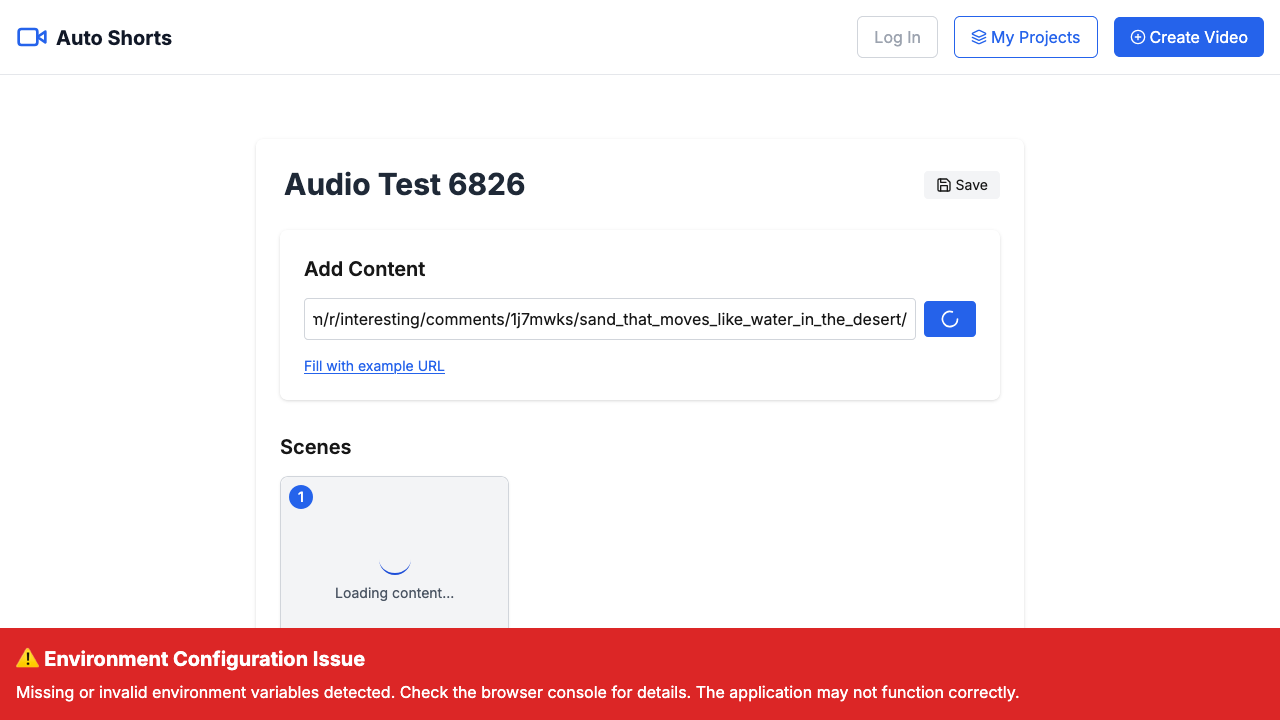 Auto Shorts
Log In
My Projects
Create Video
Audio Test 6826
Save
Add Content
m/r/interesting/comments/1j7mwks/sand_that_moves_like_water_in_the_desert/
Fill with example URL
Scenes
1
Loading content...
⚠️ Environment Configuration Issue
Missing or invalid environment variables detected. Check the browser console for details. The application may not function correctly.